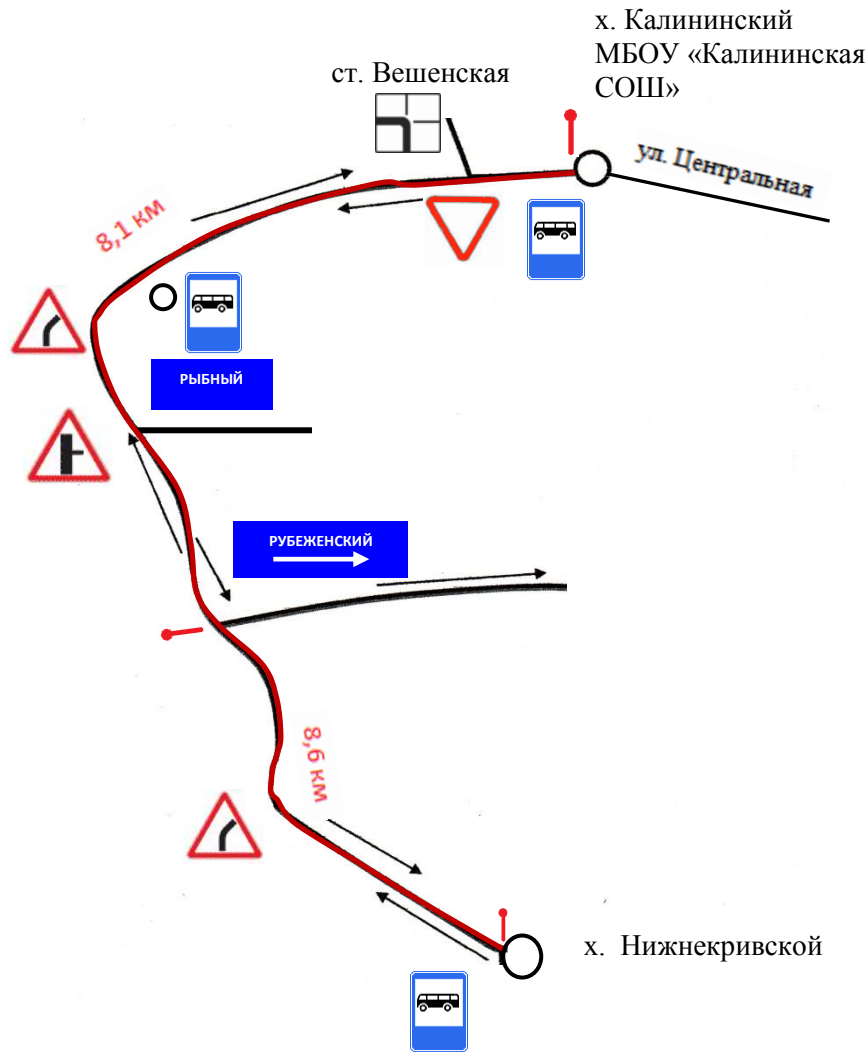 х. Калининский
МБОУ «Калининская
СОШ»
ст. Вешенская
ул. Центральная
8,1 км
РЫБНЫЙ
РУБЕЖЕНСКИЙ
8,6 км
х. Нижнекривской